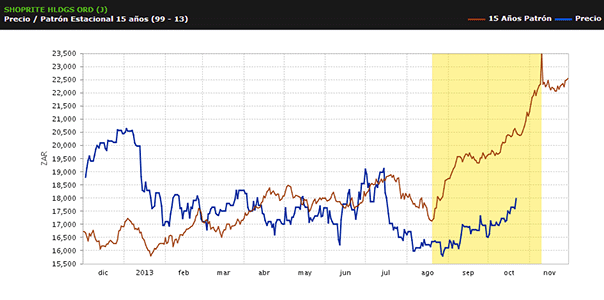 SHOPRITE HLDGS ORD (J)
Precio / Patrón Estacional 15 años (99 - 13)
15 Años Patrón
Precio
23,500
23,000
22,500
22,000
21,500
21,000
20,500
20,000
19,500
19,000
18,500
18,000
17,500
17,000
16,500
16,000
15,500
ZAR
dic 2013 feb mar abr may jun jul ago sep oct nov